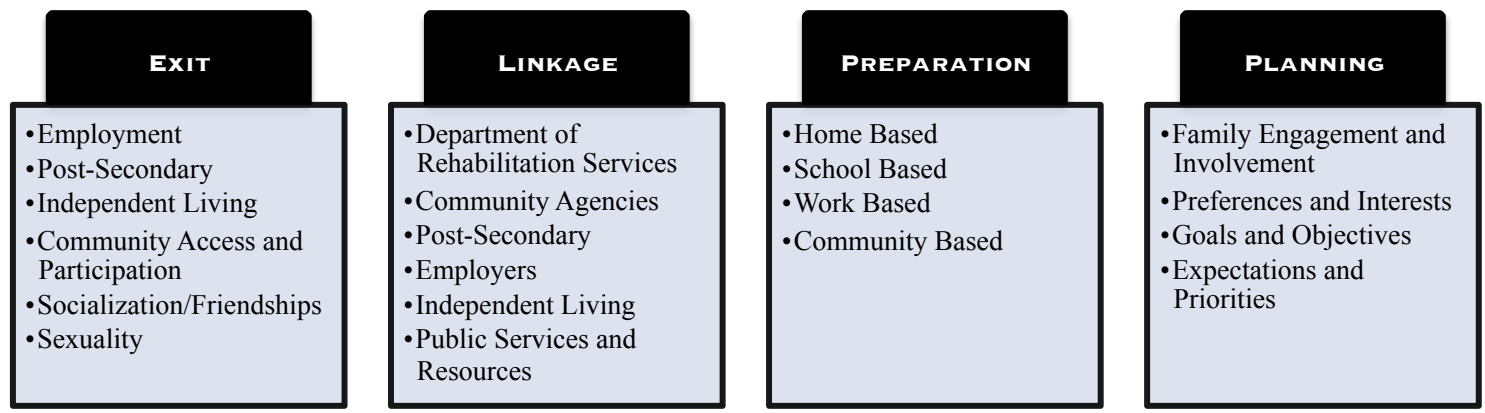 EXIT
•Employment
•Post-Secondary
•Independent Living
•Community Access and
Participation
•Socialization/Friendships
•Sexuality
LINKAGE
•Department of
Rehabilitation Services
•Community Agencies
•Post-Secondary
•Employers
•Independent Living
•Public Services and
Resources
PREPARATION
•Home Based
•School Based
•Work Based
•Community Based
PLANNING
•Family Engagement and
Involvement
•Preferences and Interests
•Goals and Objectives
•Expectations and
Priorities